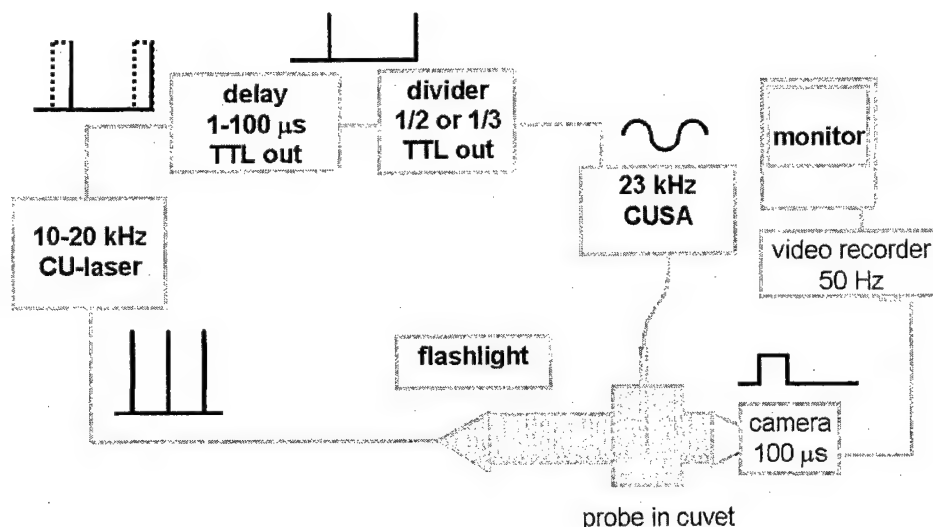 delay
1-100 μs
TTL out
divider
1/2 or 1/3
TTL out
monitor
23 kHz
CUSA
10-20 kHz
CU-laser
video recorder
50 Hz
flashlight
camera
100 μs
probe in cuvet